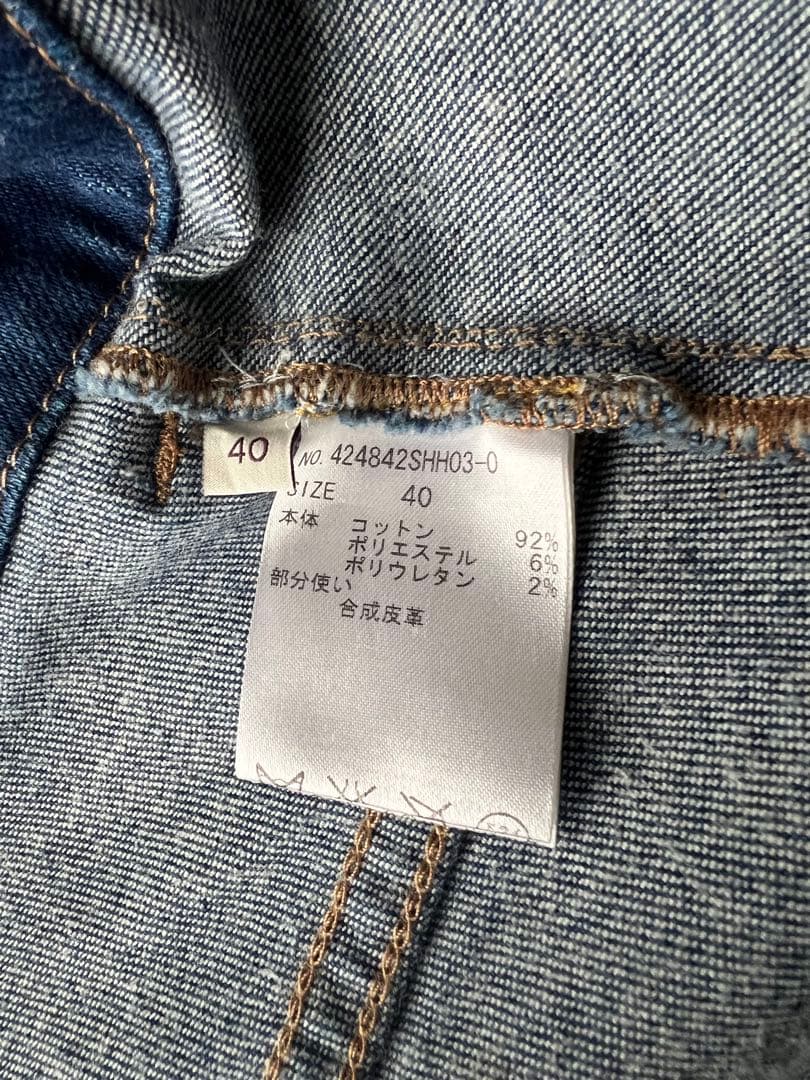 40
NO. 424842SHH03-0
SIZE 40
本体 コットン 92%
ポリエステル 6%
ポリウレタン 2%
部分使い
合成皮革